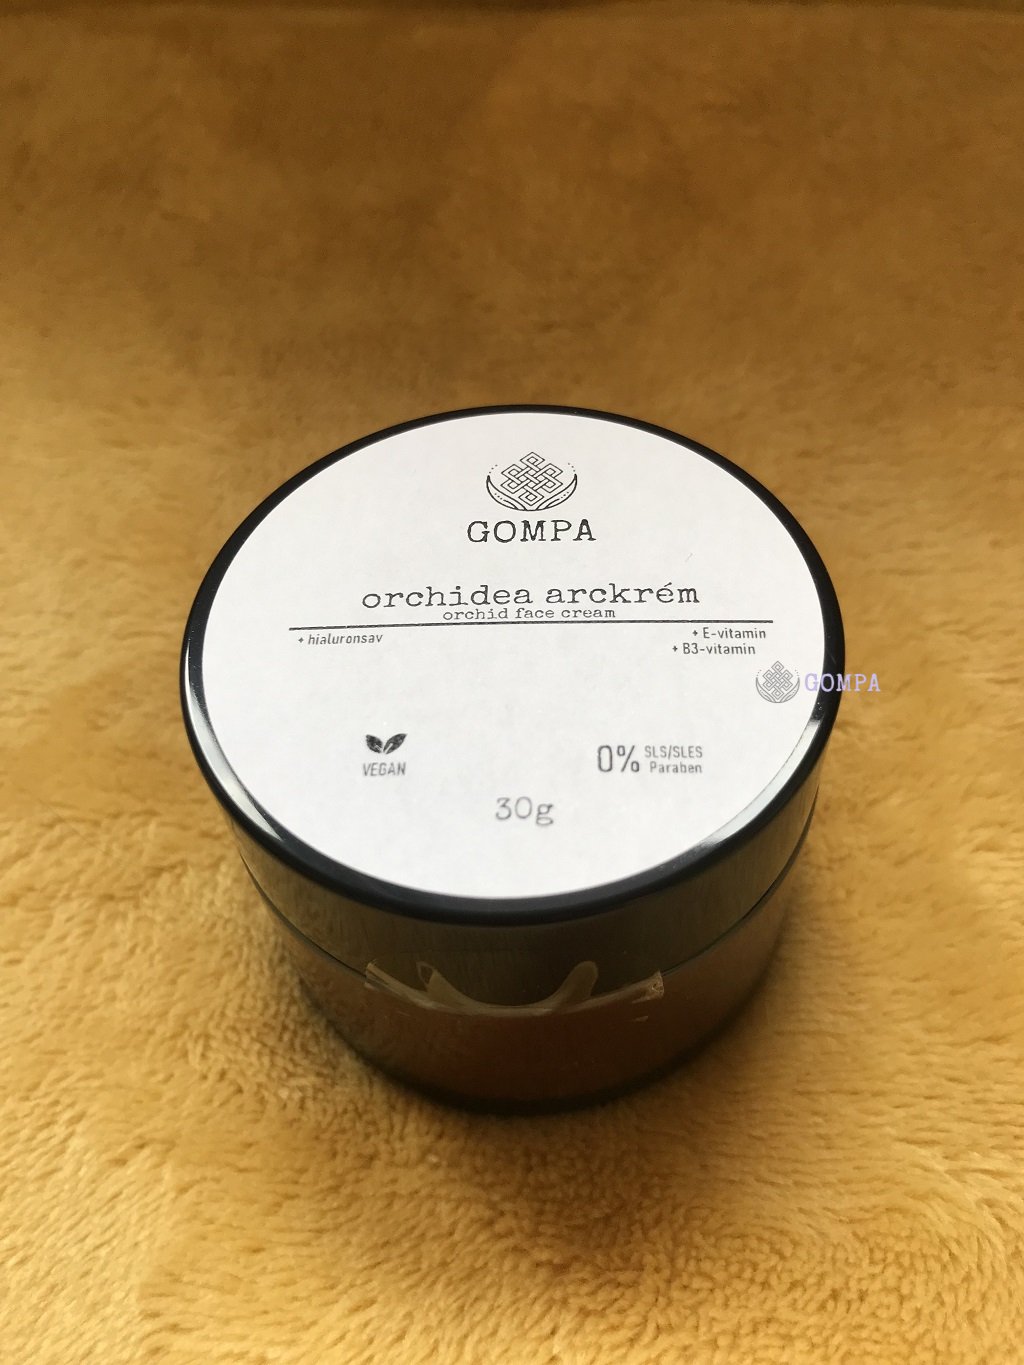 GOMPA
orchidea arckrém
orchid face cream
+ hialuronsav
+ E-vitamin
+ B3-vitamin
GOMPA
VEGAN
0% SLS/SLES
Paraben
30g